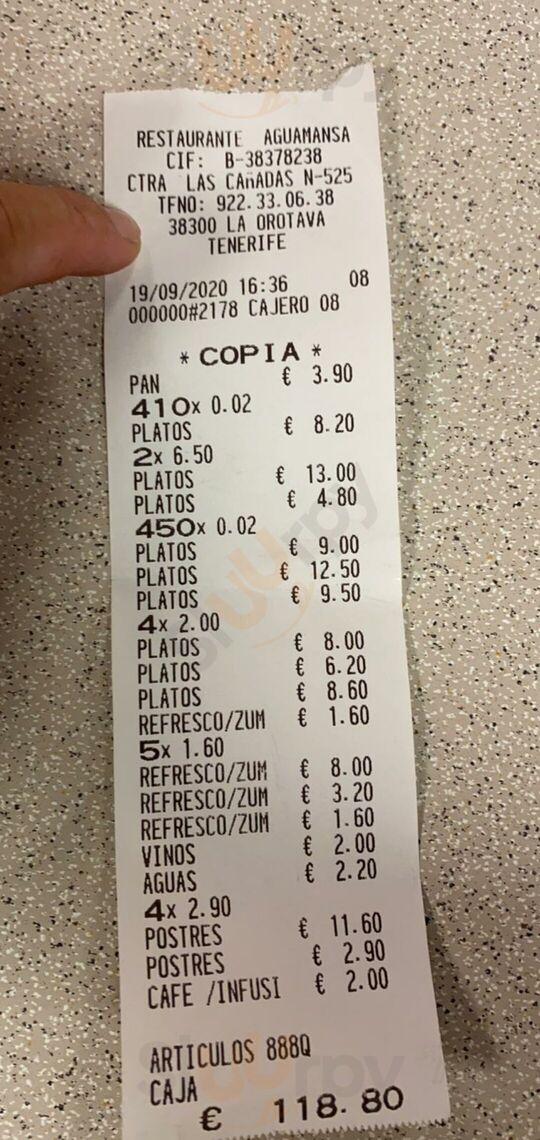 RESTAURANTE AGUAMANSA
CIF: B-38378238
CTRA LAS CAñADAS N-525
TFNO: 922.33.06.38
38300 LA OROTAVA
TENERIFE
19/09/2020 16:36 08
000000#2178 CAJERO 08
* COPIA *
PAN € 3.90
410x 0.02
PLATOS € 8.20
2x 6.50
PLATOS € 13.00
PLATOS € 4.80
450x 0.02
PLATOS € 9.00
PLATOS € 12.50
PLATOS € 9.50
4x 2.00
PLATOS € 8.00
PLATOS € 6.20
PLATOS € 8.60
REFRESCO/ZUM € 1.60
5x 1.60
REFRESCO/ZUM € 8.00
REFRESCO/ZUM € 3.20
REFRESCO/ZUM € 1.60
VINOS € 2.00
AGUAS € 2.20
4x 2.90
POSTRES € 11.60
POSTRES € 2.90
CAFE /INFUSI € 2.00
ARTICULOS 888Q
CAJA
€ 118.80
sluurpy
sluurpy